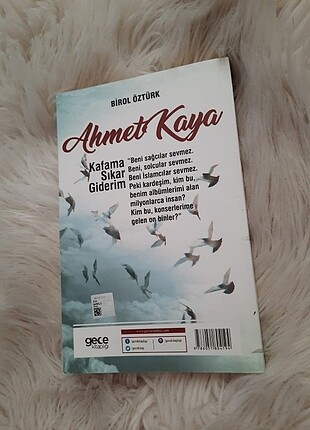 BİROL ÖZTÜRK
Ahmet Kaya
Kafama
Sıkar
Giderim
"Beni sağcılar sevmez.
Beni, solcular sevmez.
Beni İslamcılar sevmez.
Peki kardeşim, kim bu,
benim albümlerimi alan
milyonlarca insan?
Kim bu, konserlerime
gelen on binler?"
gece
kitaplığı